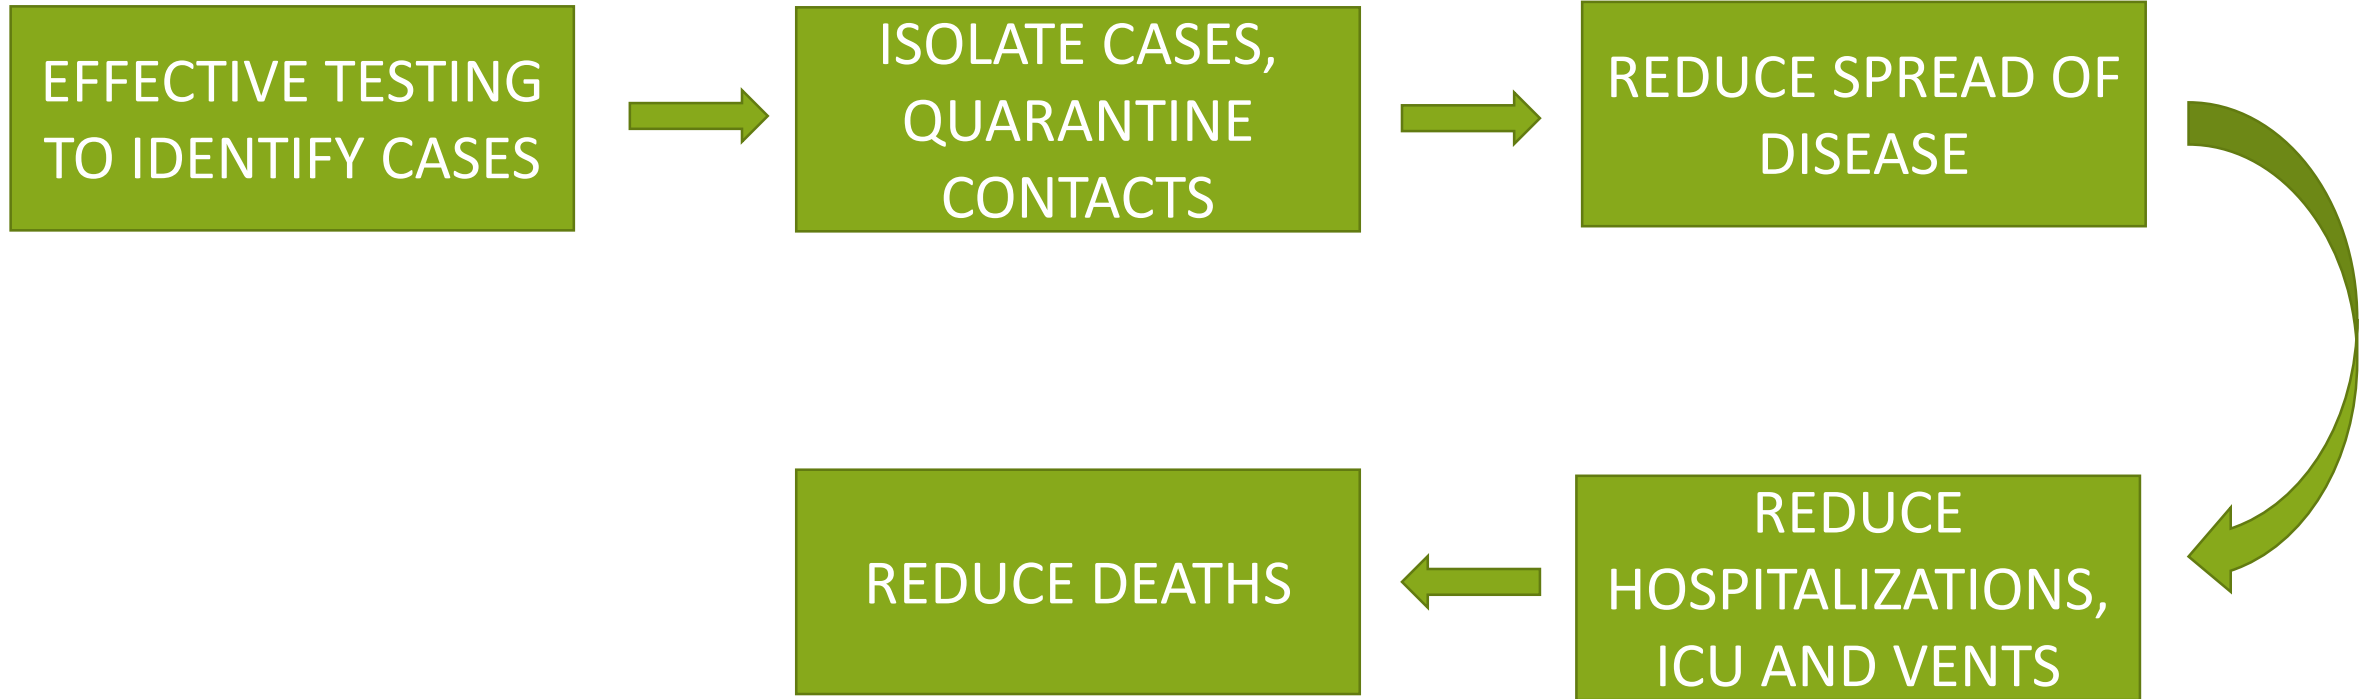 EFFECTIVE TESTING
TO IDENTIFY CASES
ISOLATE CASES,
QUARANTINE
CONTACTS
REDUCE SPREAD OF
DISEASE
REDUCE
HOSPITALIZATIONS,
ICU AND VENTS
REDUCE DEATHS